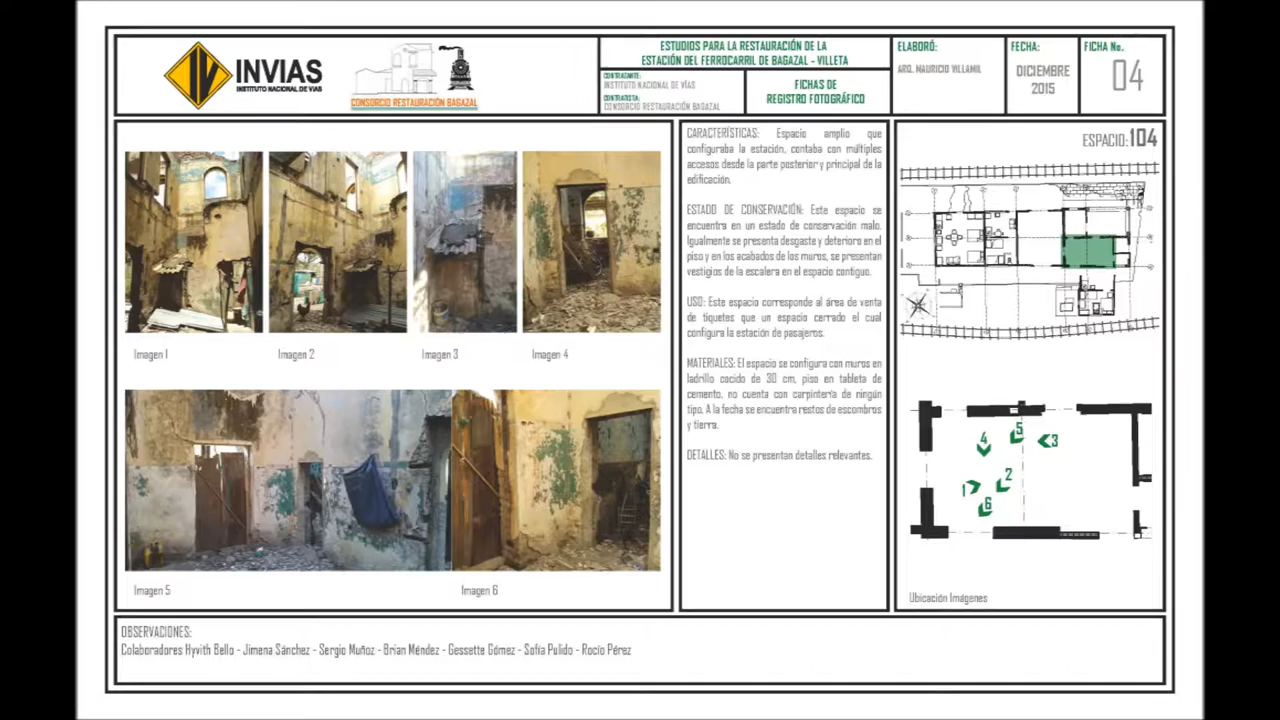 INVIAS
INSTITUTO NACIONAL DE VÍAS
CONSORCIO RESTAURACIÓN BAGAZAL
ESTUDIOS PARA LA RESTAURACIÓN DE LA
ESTACIÓN DEL FERROCARRIL DE BAGAZAL - VILLETA
CONTRATANTE:
INSTITUTO NACIONAL DE VÍAS
CONTRATISTA:
CONSORCIO RESTAURACIÓN BAGAZAL
FICHAS DE
REGISTRO FOTOGRÁFICO
ELABORÓ:
ARQ. MAURICIO VILLAMIL
FECHA:
DICIEMBRE
2015
FICHA No.
04
Imagen 1
Imagen 2
Imagen 3
Imagen 4
Imagen 5
Imagen 6
CARACTERÍSTICAS: Espacio amplio que
configuraba la estación, contaba con múltiples
accesos desde la parte posterior y principal de la
edificación.
ESTADO DE CONSERVACIÓN: Este espacio se
encuentra en un estado de conservación malo.
Igualmente se presenta desgaste y deterioro en el
piso y en los acabados de los muros, se presentan
vestigios de la escalera en el espacio contiguo.
USO: Este espacio corresponde al área de venta
de tiquetes que un espacio cerrado el cual
configura la estación de pasajeros.
MATERIALES: El espacio se configura con muros en
ladrillo cocido de 30 cm, piso en tableta de
cemento, no cuenta con carpintería de ningún
tipo. A la fecha se encuentra restos de escombros
y tierra.
DETALLES: No se presentan detalles relevantes.
ESPACIO: 104
4
5
3
2
1
6
Ubicación Imágenes
OBSERVACIONES:
Colaboradores Hyvith Bello - Jimena Sánchez - Sergio Muñoz - Brian Méndez - Gessette Gómez - Sofía Pulido - Rocío Pérez